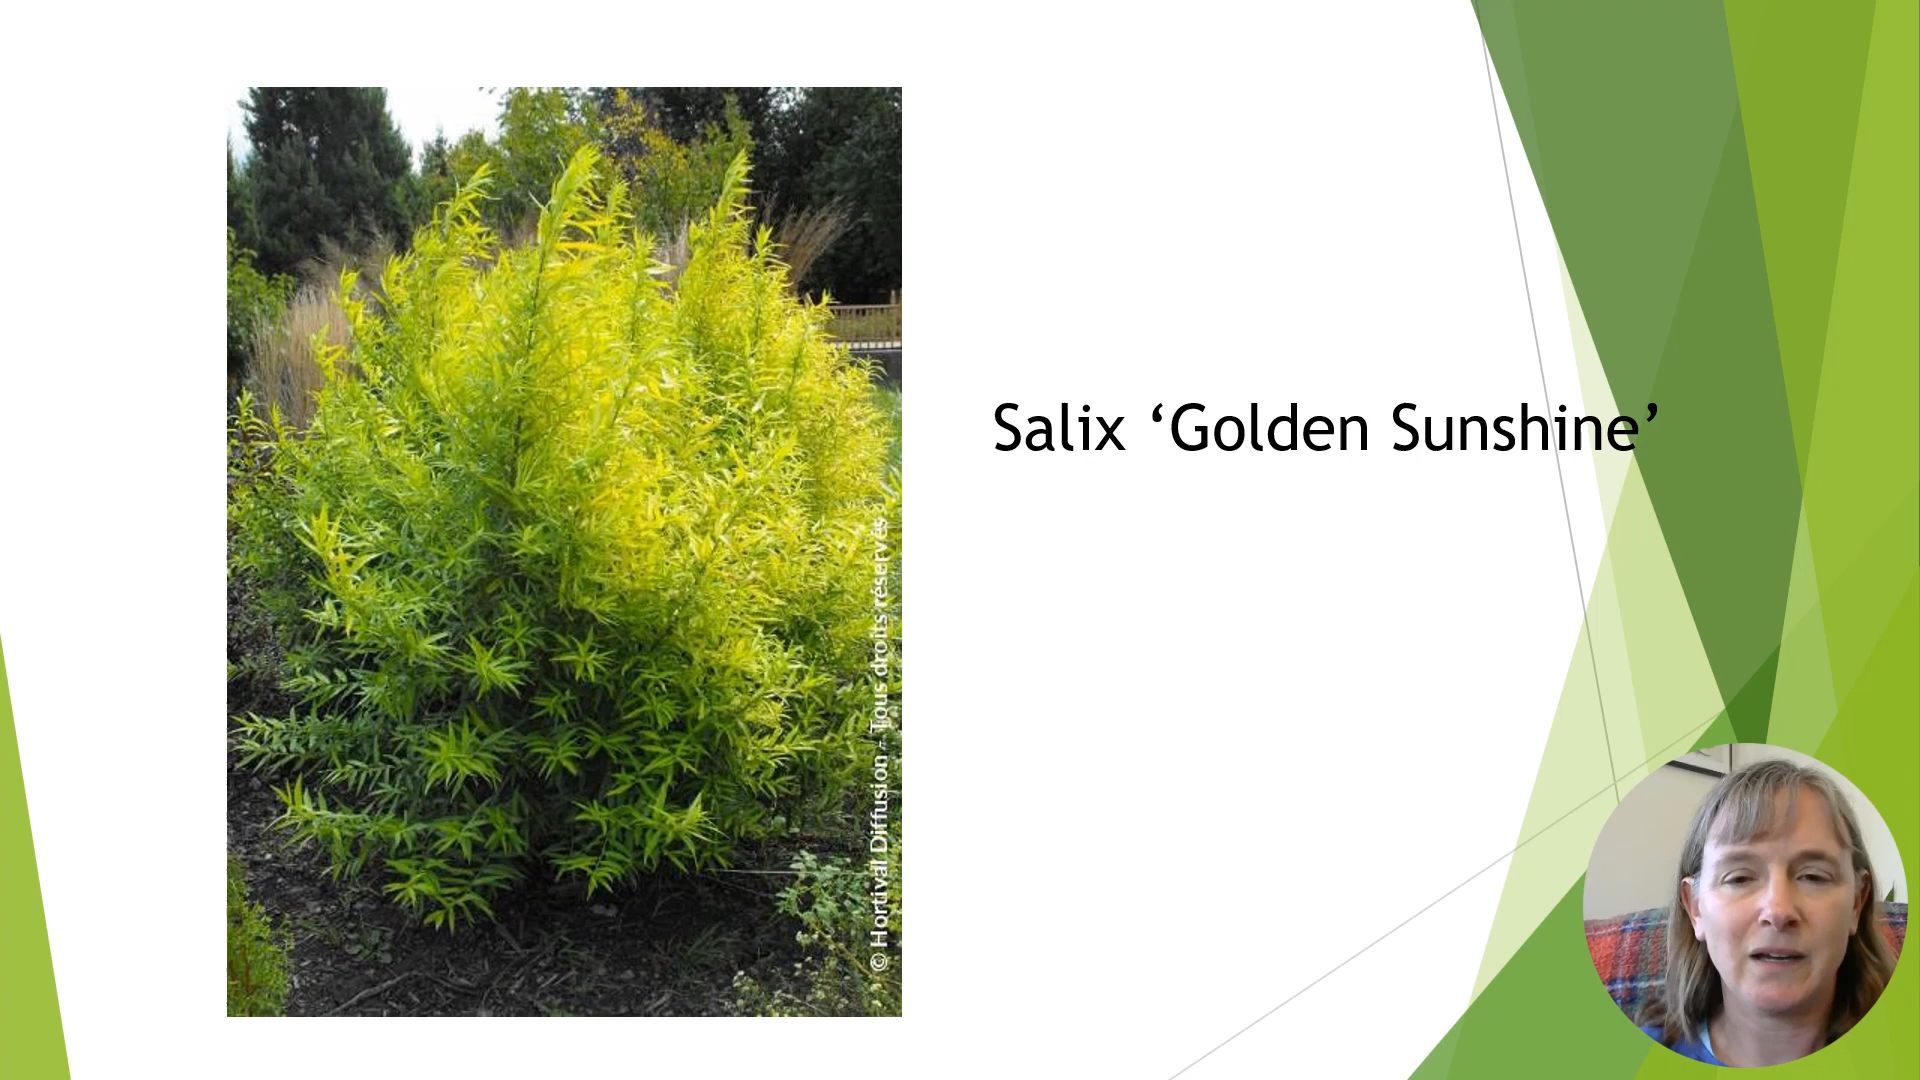 Salix ‘Golden Sunshine’
© Hortival Diffusion – Tous droits réservés